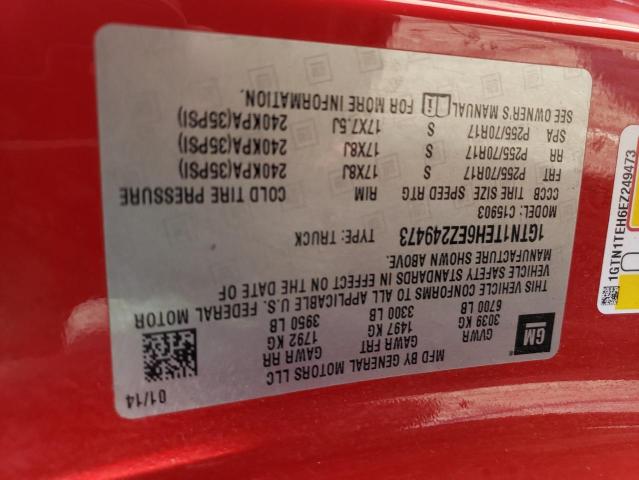 GM
MFG BY GENERAL MOTORS LLC
01/14
GVWR GAWR FRT GAWR RR
3039 KG 1497 KG 1792 KG
6700 LB 3300 LB 3950 LB
THIS VEHICLE CONFORMS TO ALL APPLICABLE U.S. FEDERAL MOTOR
VEHICLE SAFETY STANDARDS IN EFFECT ON THE DATE OF
MANUFACTURE SHOWN ABOVE.
1GTN1TEH6EZ249473 TYPE: TRUCK
MODEL: C15903
CCCB TIRE SIZE SPEED RTG RIM COLD TIRE PRESSURE
FRT P255/70R17 S 17X8J 240KPA(35PSI)
RR P255/70R17 S 17X8J 240KPA(35PSI)
SPA P255/70R17 S 17X7.5J 240KPA(35PSI)
SEE OWNER'S MANUAL FOR MORE INFORMATION.
1GTN1TEH6EZ249473